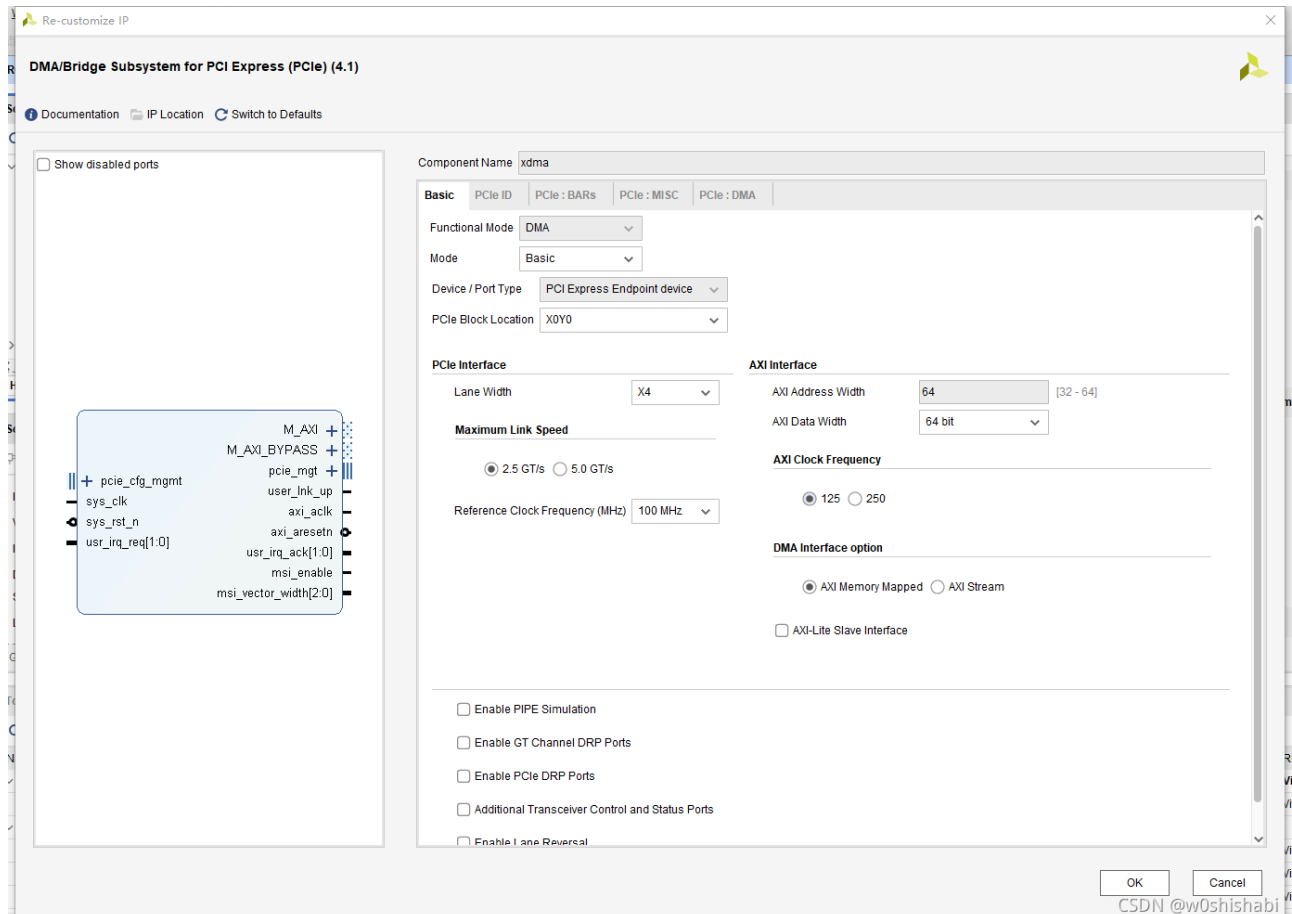 Re-customize IP
DMA/Bridge Subsystem for PCI Express (PCIe) (4.1)
Documentation IP Location Switch to Defaults
Show disabled ports
Component Name xdma
Basic PCIe ID PCIe : BARs PCIe : MISC PCIe : DMA
Functional Mode DMA
Mode Basic
Device / Port Type PCI Express Endpoint device
PCIe Block Location X0Y0
PCIe Interface AXI Interface
Lane Width X4 AXI Address Width 64 [32 - 64]
AXI Data Width 64 bit
Maximum Link Speed
AXI Clock Frequency
2.5 GT/s 5.0 GT/s
125 250
Reference Clock Frequency (MHz) 100 MHz
DMA Interface option
AXI Memory Mapped AXI Stream
AXI-Lite Slave Interface
M_AXI
M_AXI_BYPASS
pcie_mgt
pcie_cfg_mgmt
user_lnk_up
sys_clk
axi_aclk
sys_rst_n
axi_aresetn
usr_irq_req[1:0]
usr_irq_ack[1:0]
msi_enable
msi_vector_width[2:0]
Enable PIPE Simulation
Enable GT Channel DRP Ports
Enable PCIe DRP Ports
Additional Transceiver Control and Status Ports
Enable Lane Reversal
OK Cancel
CSDN @w0shishabi